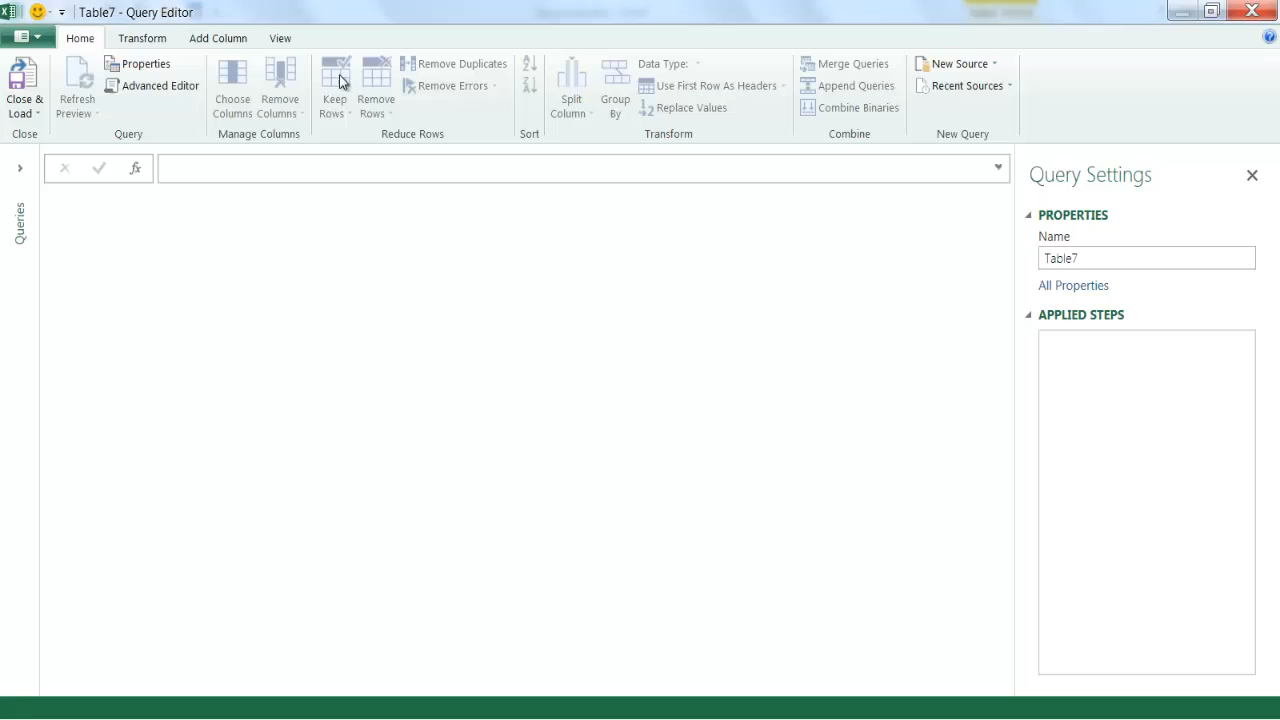 Table7 - Query Editor
Home Transform Add Column View
Close & Load
Close
Refresh Preview
Properties
Advanced Editor
Query
Choose Columns
Remove Columns
Manage Columns
Keep Rows
Remove Rows
Remove Duplicates
Remove Errors
Reduce Rows
Sort
Split Column
Group By
Data Type:
Use First Row As Headers
Replace Values
Transform
Merge Queries
Append Queries
Combine Binaries
Combine
New Source
Recent Sources
New Query
fx
Queries
Query Settings
PROPERTIES
Name
Table7
All Properties
APPLIED STEPS